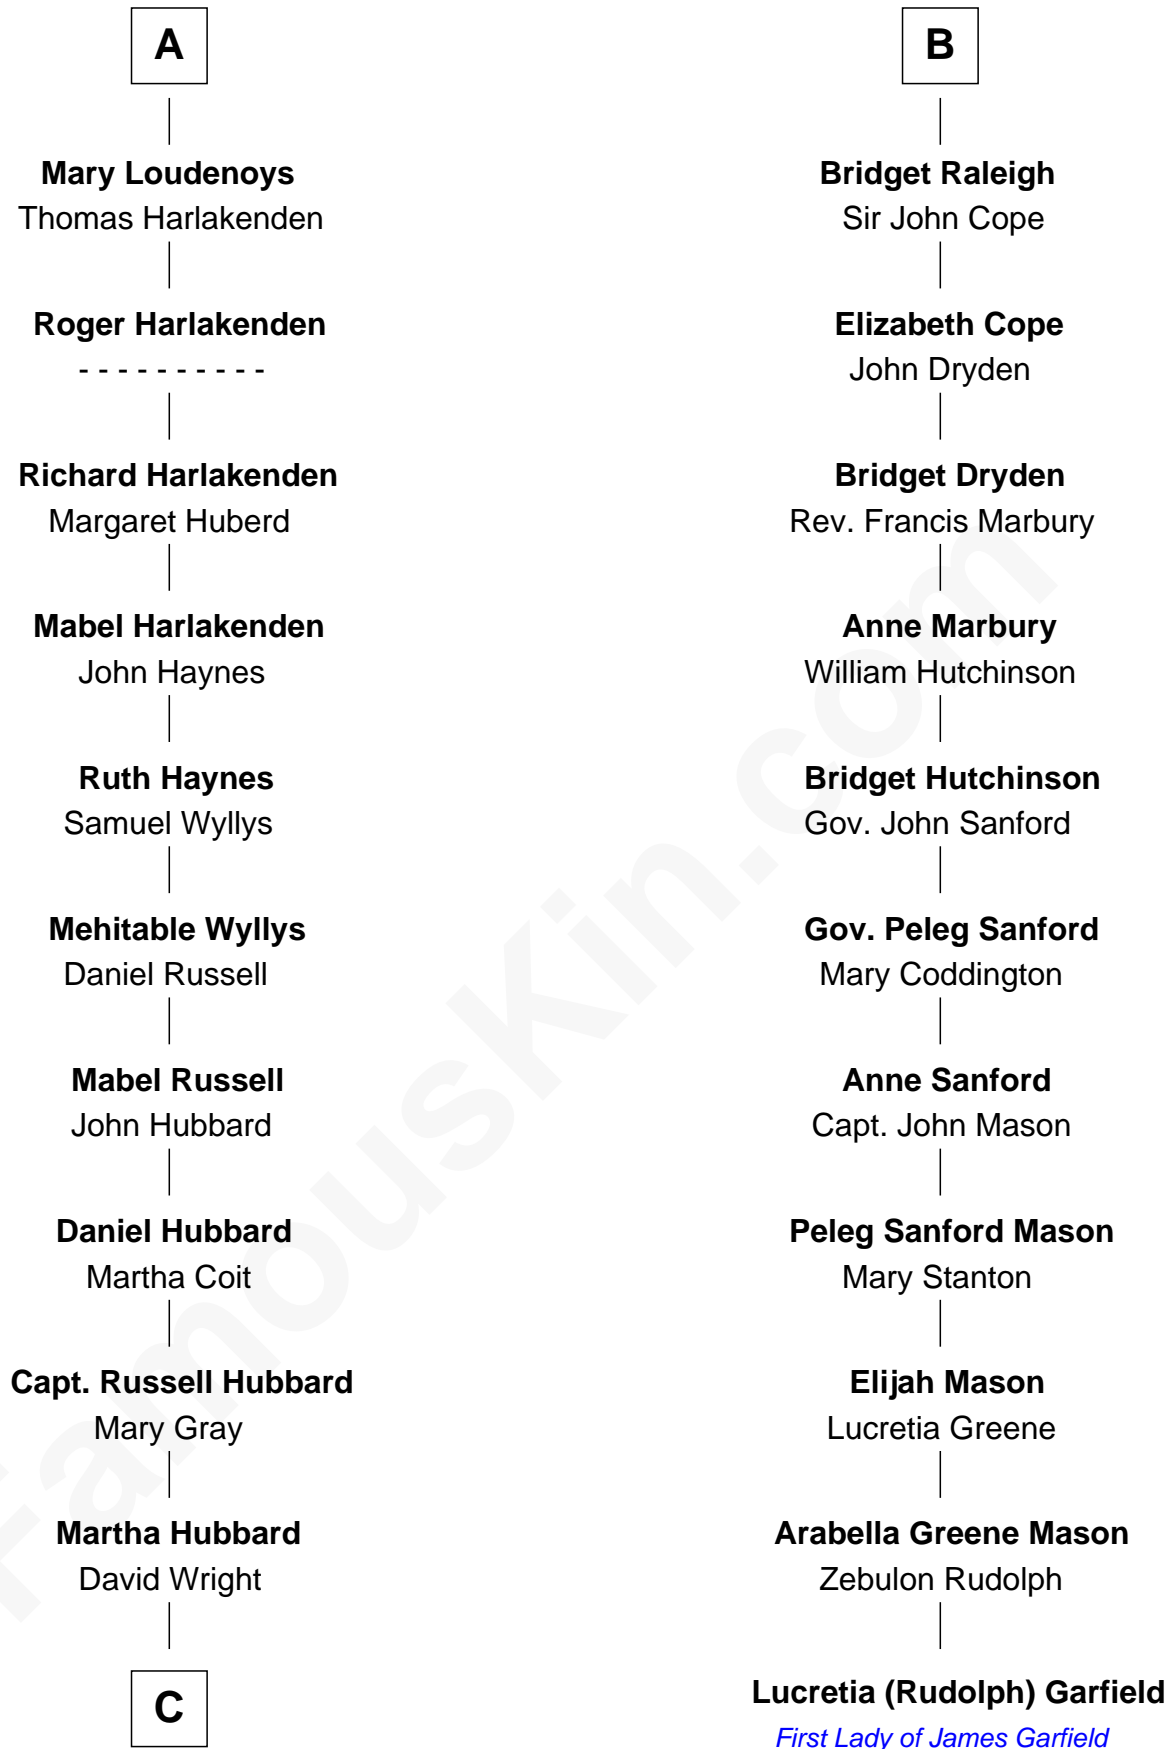 A
Mary Loudenoys
Thomas Harlakenden
Roger Harlakenden
- - - - - - - - - -
Richard Harlakenden
Margaret Huberd
Mabel Harlakenden
John Haynes
Ruth Haynes
Samuel Wyllys
Mehitable Wyllys
Daniel Russell
Mabel Russell
John Hubbard
Daniel Hubbard
Martha Coit
Capt. Russell Hubbard
Mary Gray
Martha Hubbard
David Wright
C
B
Bridget Raleigh
Sir John Cope
Elizabeth Cope
John Dryden
Bridget Dryden
Rev. Francis Marbury
Anne Marbury
William Hutchinson
Bridget Hutchinson
Gov. John Sanford
Gov. Peleg Sanford
Mary Coddington
Anne Sanford
Capt. John Mason
Peleg Sanford Mason
Mary Stanton
Elijah Mason
Lucretia Greene
Arabella Greene Mason
Zebulon Rudolph
Lucretia (Rudolph) Garfield
First Lady of James Garfield
FamousKin.com